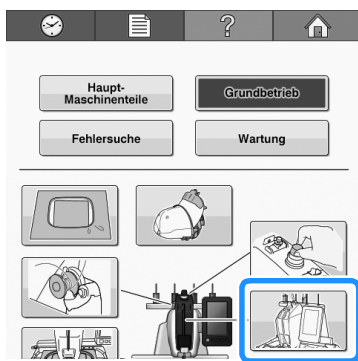 Haupt-
Maschinenteile
Grundbetrieb
Fehlersuche
Wartung